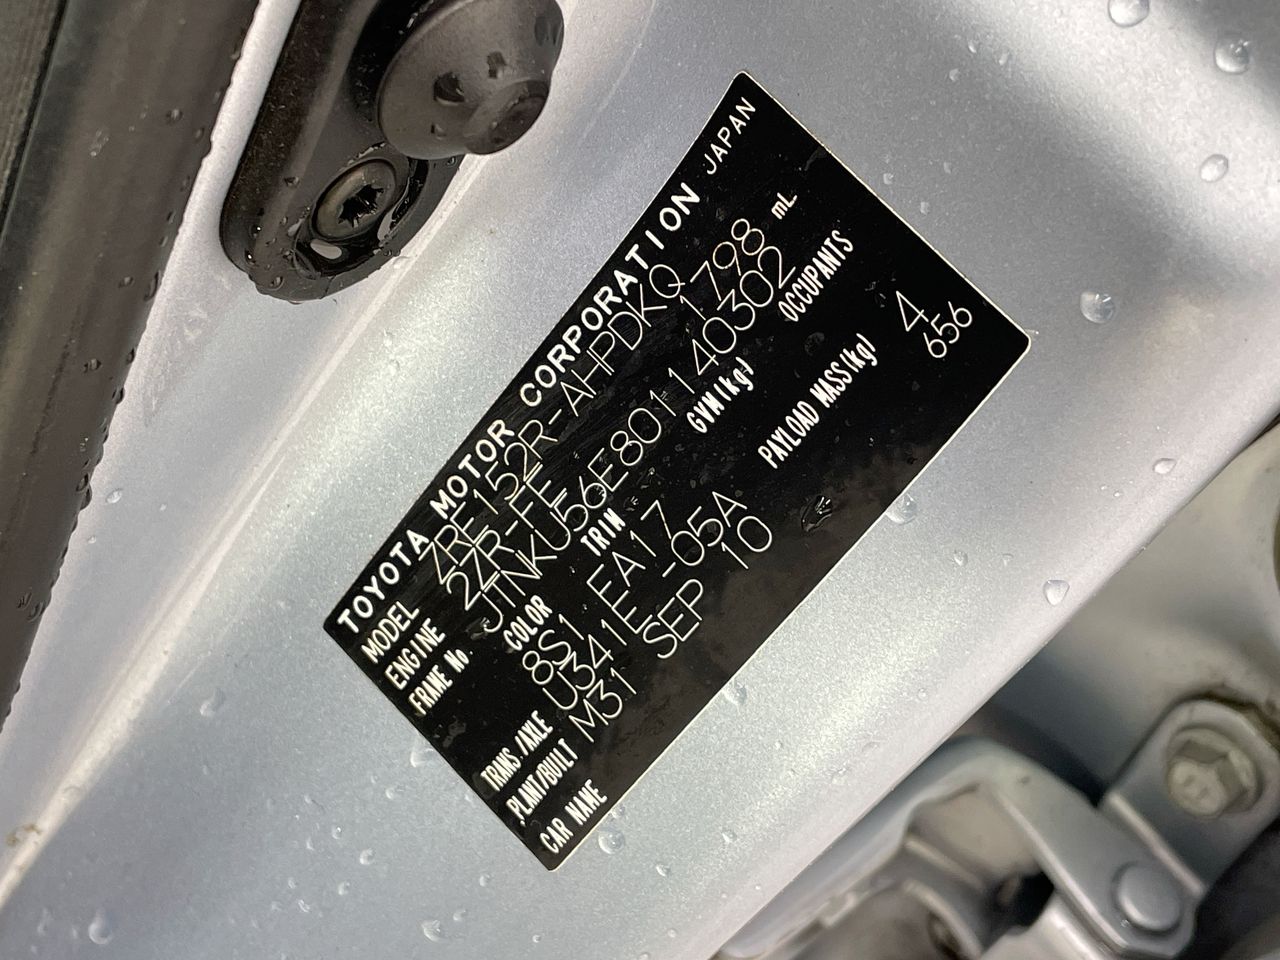 TOYOTA MOTOR CORPORATION JAPAN
MODEL ZRE152R-AHPDKQ
ENGINE 2ZR-FE 1798 mL
FRAME No. JTNKU56E801140302
COLOR TRIM GVM(kg) OCCUPANTS
8S1 EA17 4
PAYLOAD MASS(kg) 656
TRANS./AXLE U341E -05A
PLANT/BUILT M31 SEP 10
CAR NAME